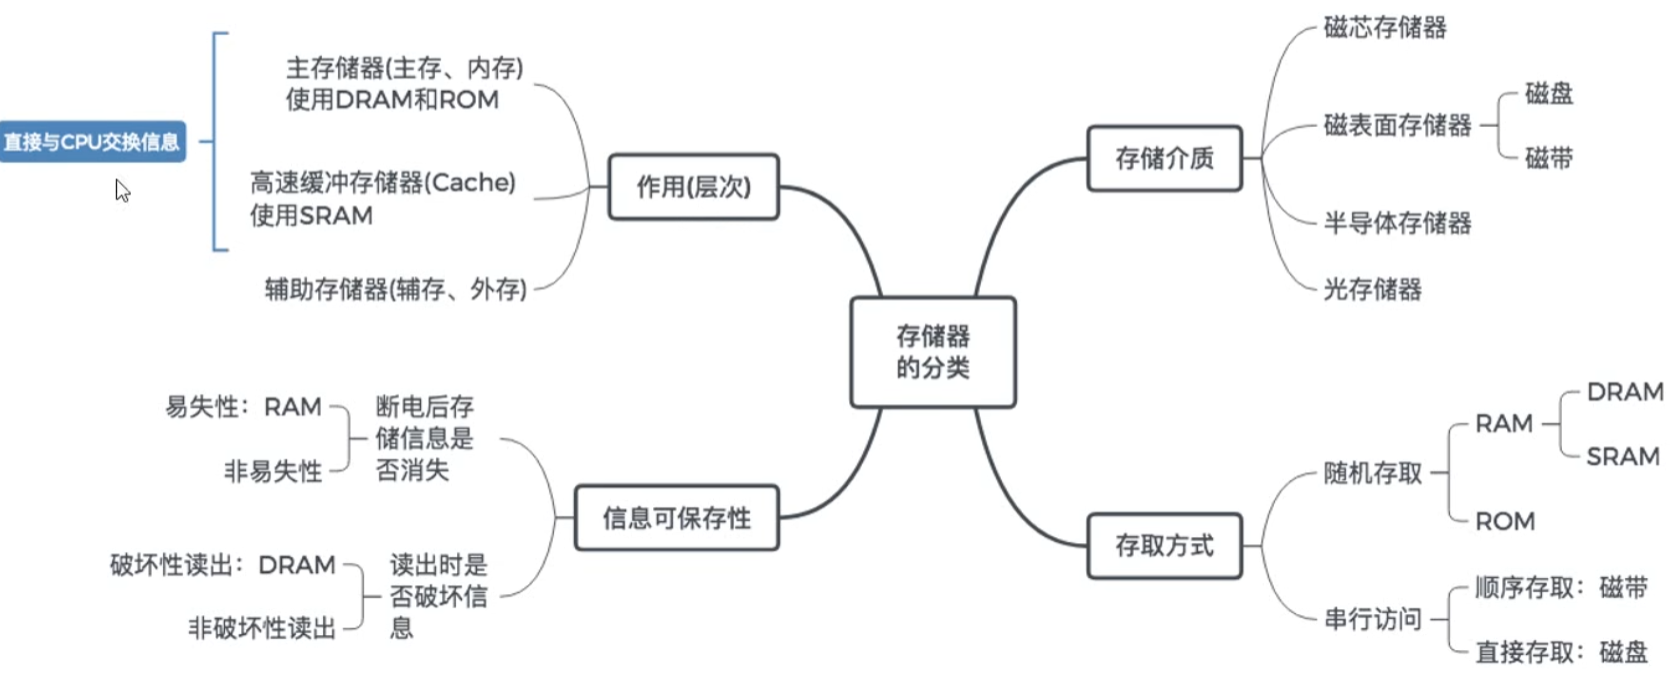 存储器
的分类
作用(层次)
主存储器(主存、内存)
使用DRAM和ROM
高速缓冲存储器(Cache)
使用SRAM
辅助存储器(辅存、外存)
直接与CPU交换信息
存储介质
磁芯存储器
磁表面存储器
磁盘
磁带
半导体存储器
光存储器
信息可保存性
断电后存
储信息是
否消失
易失性：RAM
非易失性
读出时是
否破坏信
息
破坏性读出：DRAM
非破坏性读出
存取方式
随机存取
RAM
DRAM
SRAM
ROM
串行访问
顺序存取：磁带
直接存取：磁盘